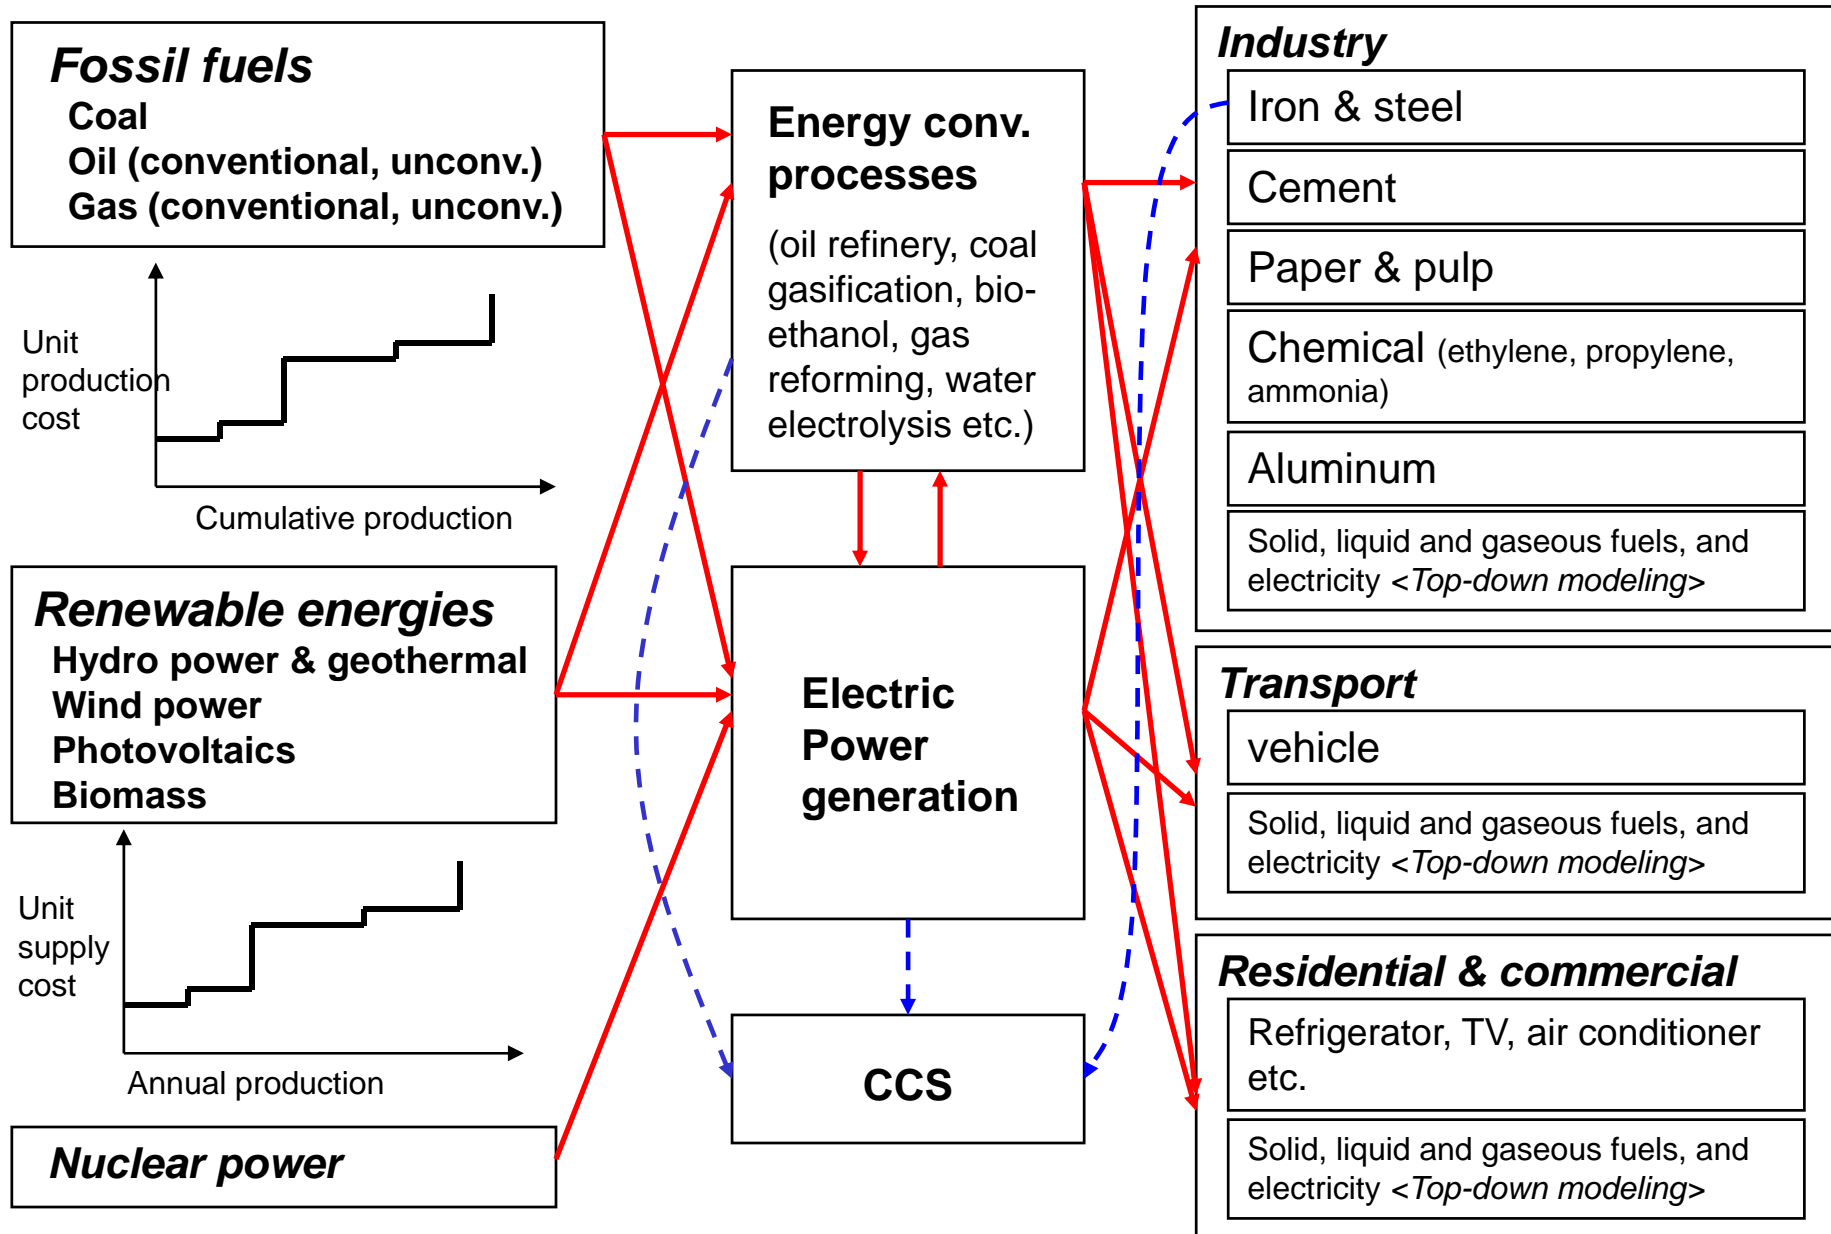 Fossil fuels
Coal
Oil (conventional, unconv.)
Gas (conventional, unconv.)
Unit
production
cost
Cumulative production
Renewable energies
Hydro power & geothermal
Wind power
Photovoltaics
Biomass
Unit
supply
cost
Annual production
Nuclear power
Energy conv.
processes
(oil refinery, coal
gasification, bio-
ethanol, gas
reforming, water
electrolysis etc.)
Electric
Power
generation
CCS
Industry
Iron & steel
Cement
Paper & pulp
Chemical (ethylene, propylene,
ammonia)
Aluminum
Solid, liquid and gaseous fuels, and
electricity <Top-down modeling>
Transport
vehicle
Solid, liquid and gaseous fuels, and
electricity <Top-down modeling>
Residential & commercial
Refrigerator, TV, air conditioner
etc.
Solid, liquid and gaseous fuels, and
electricity <Top-down modeling>